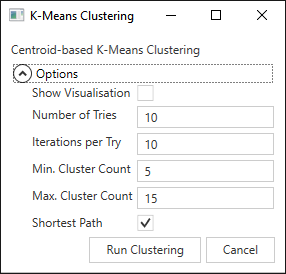 K-Means Clustering
Centroid-based K-Means Clustering
Options
Show Visualisation
Number of Tries 10
Iterations per Try 10
Min. Cluster Count 5
Max. Cluster Count 15
Shortest Path
Run Clustering Cancel